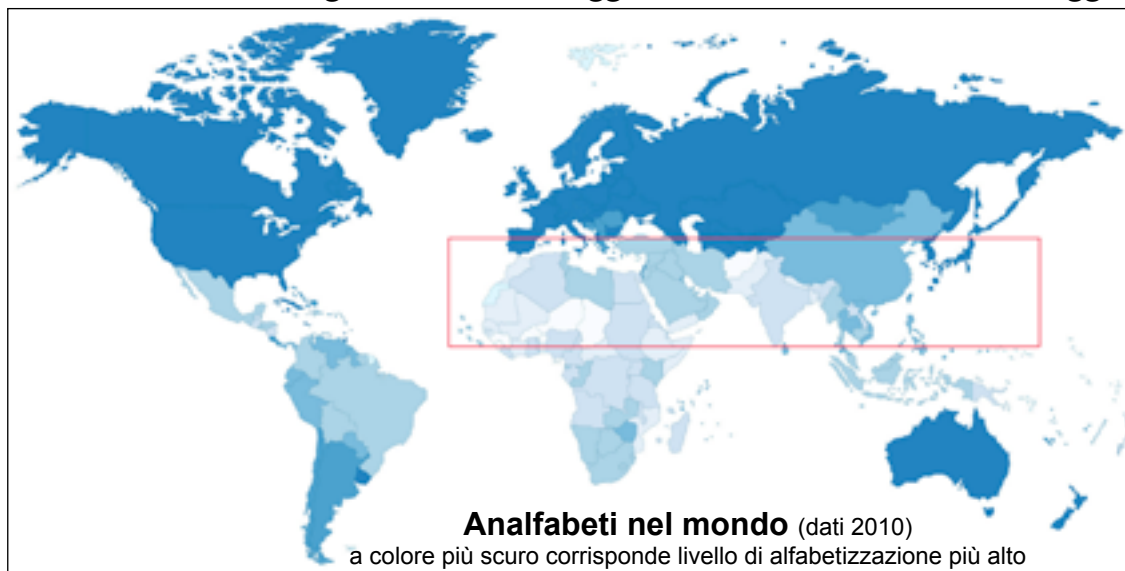 Analfabeti nel mondo (dati 2010)
a colore più scuro corrisponde livello di alfabetizzazione più alto